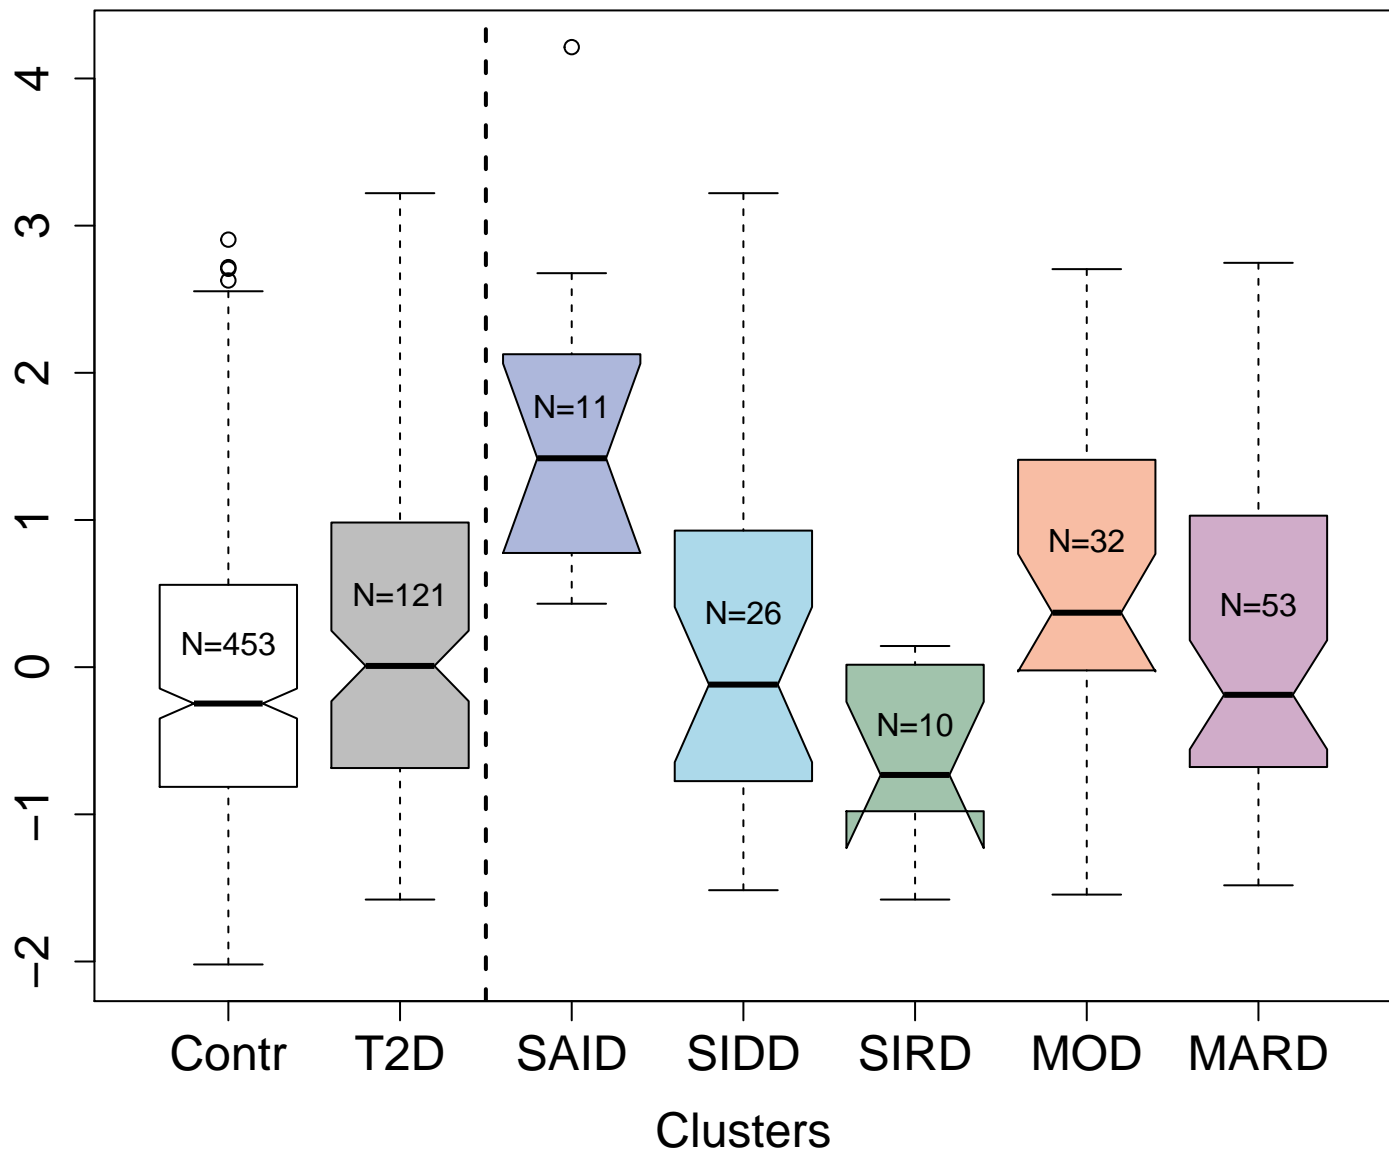 4
3
2
1
0
−1
−2
N=453
N=121
N=11
N=26
N=10
N=32
N=53
Contr T2D SAID SIDD SIRD MOD MARD
Clusters